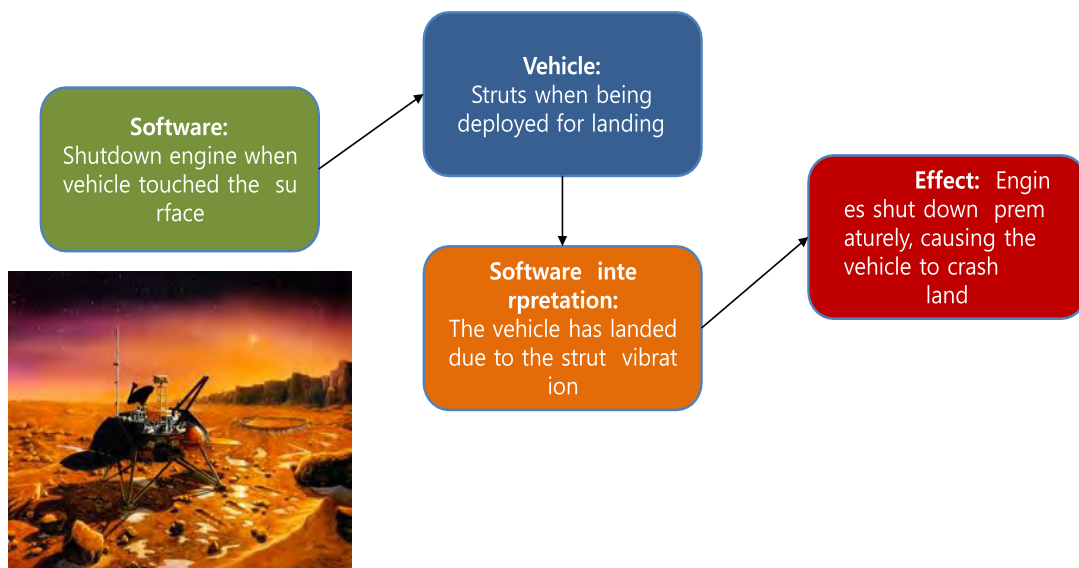 Software:
Shutdown engine when
vehicle touched the su
rface
Vehicle:
Struts when being
deployed for landing
Software inte
rpretation:
The vehicle has landed
due to the strut vibrat
ion
Effect: Engin
es shut down prem
aturely, causing the
vehicle to crash
land